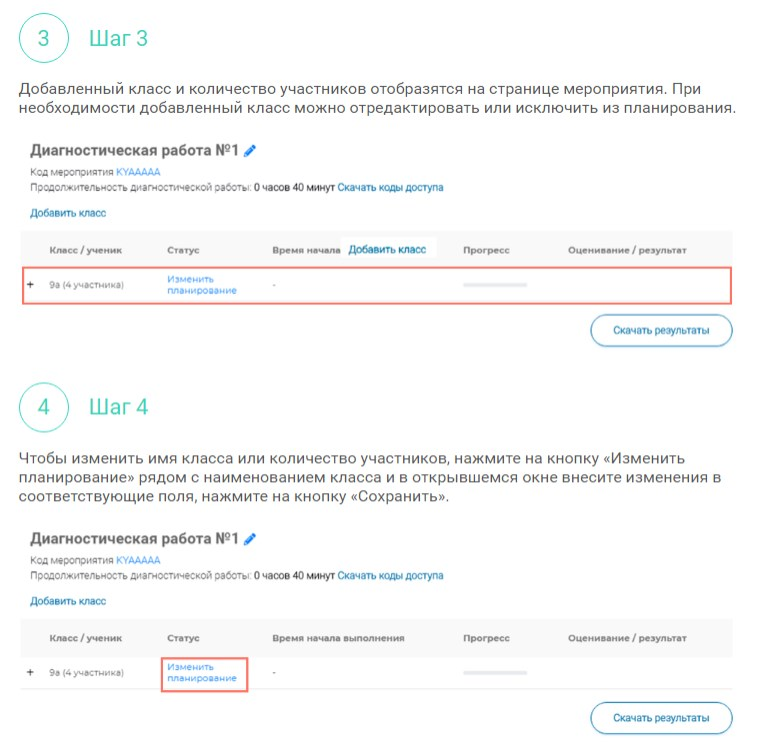 3 Шаг 3
Добавленный класс и количество участников отобразятся на странице мероприятия. При
необходимости добавленный класс можно отредактировать или исключить из планирования.
Диагностическая работа №1
Код мероприятия KYAAAAA
Продолжительность диагностической работы: 0 часов 40 минут Скачать коды доступа
Добавить класс
Класс / ученик Статус Время начала Добавить класс Прогресс Оценивание / результат
+ 9а (4 участника) Изменить
планирование -
Скачать результаты
4 Шаг 4
Чтобы изменить имя класса или количество участников, нажмите на кнопку «Изменить
планирование» рядом с наименованием класса и в открывшемся окне внесите изменения в
соответствующие поля, нажмите на кнопку «Сохранить».
Диагностическая работа №1
Код мероприятия KYAAAAA
Продолжительность диагностической работы: 0 часов 40 минут Скачать коды доступа
Добавить класс
Класс / ученик Статус Время начала выполнения Прогресс Оценивание / результат
+ 9а (4 участника) Изменить
планирование -
Скачать результаты